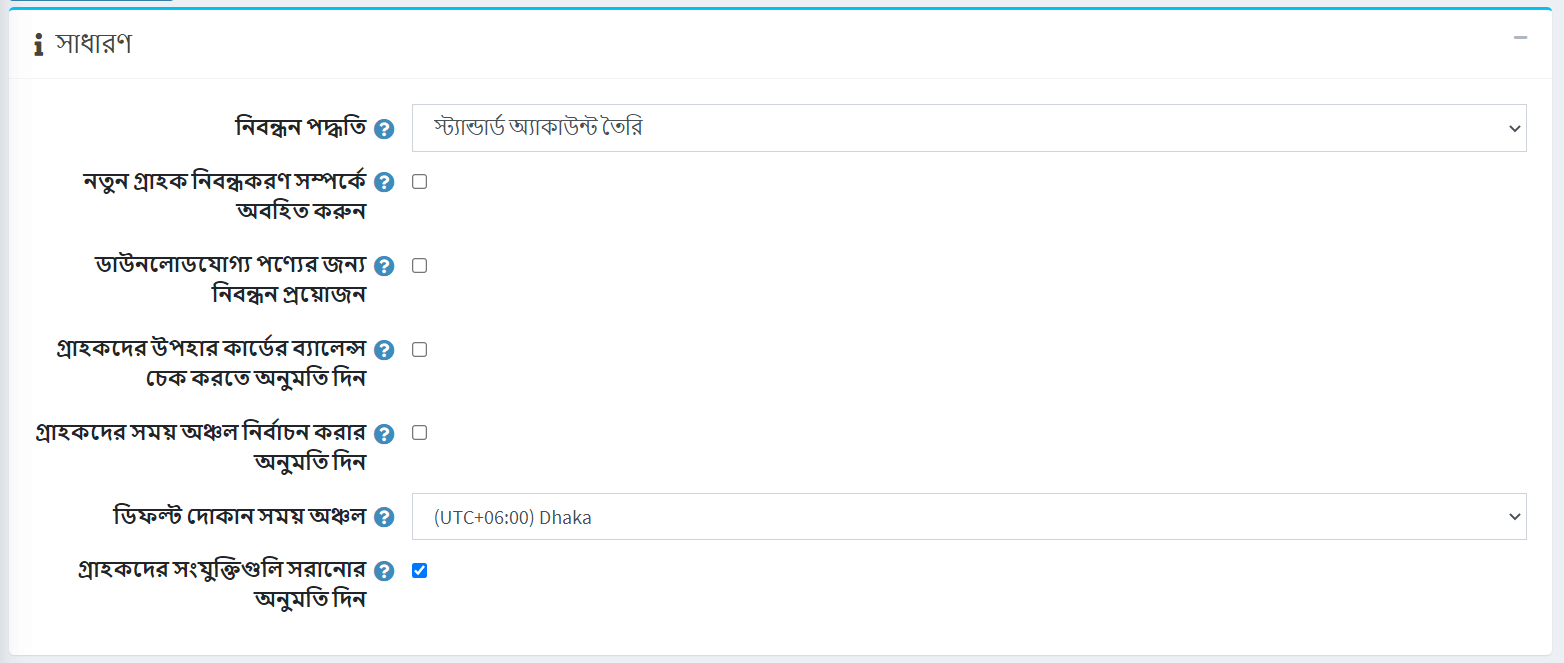 সাধারণ
নিবন্ধন পদ্ধতি
স্ট্যান্ডার্ড অ্যাকাউন্ট তৈরি
নতুন গ্রাহক নিবন্ধকরণ সম্পর্কে
অবহিত করুন
ডাউনলোডযোগ্য পণ্যের জন্য
নিবন্ধন প্রয়োজন
গ্রাহকদের উপহার কার্ডের ব্যালেন্স
চেক করতে অনুমতি দিন
গ্রাহকদের সময় অঞ্চল নির্বাচন করার
অনুমতি দিন
ডিফল্ট দোকান সময় অঞ্চল
(UTC+06:00) Dhaka
গ্রাহকদের সংযুক্তিগুলি সরানোর
অনুমতি দিন